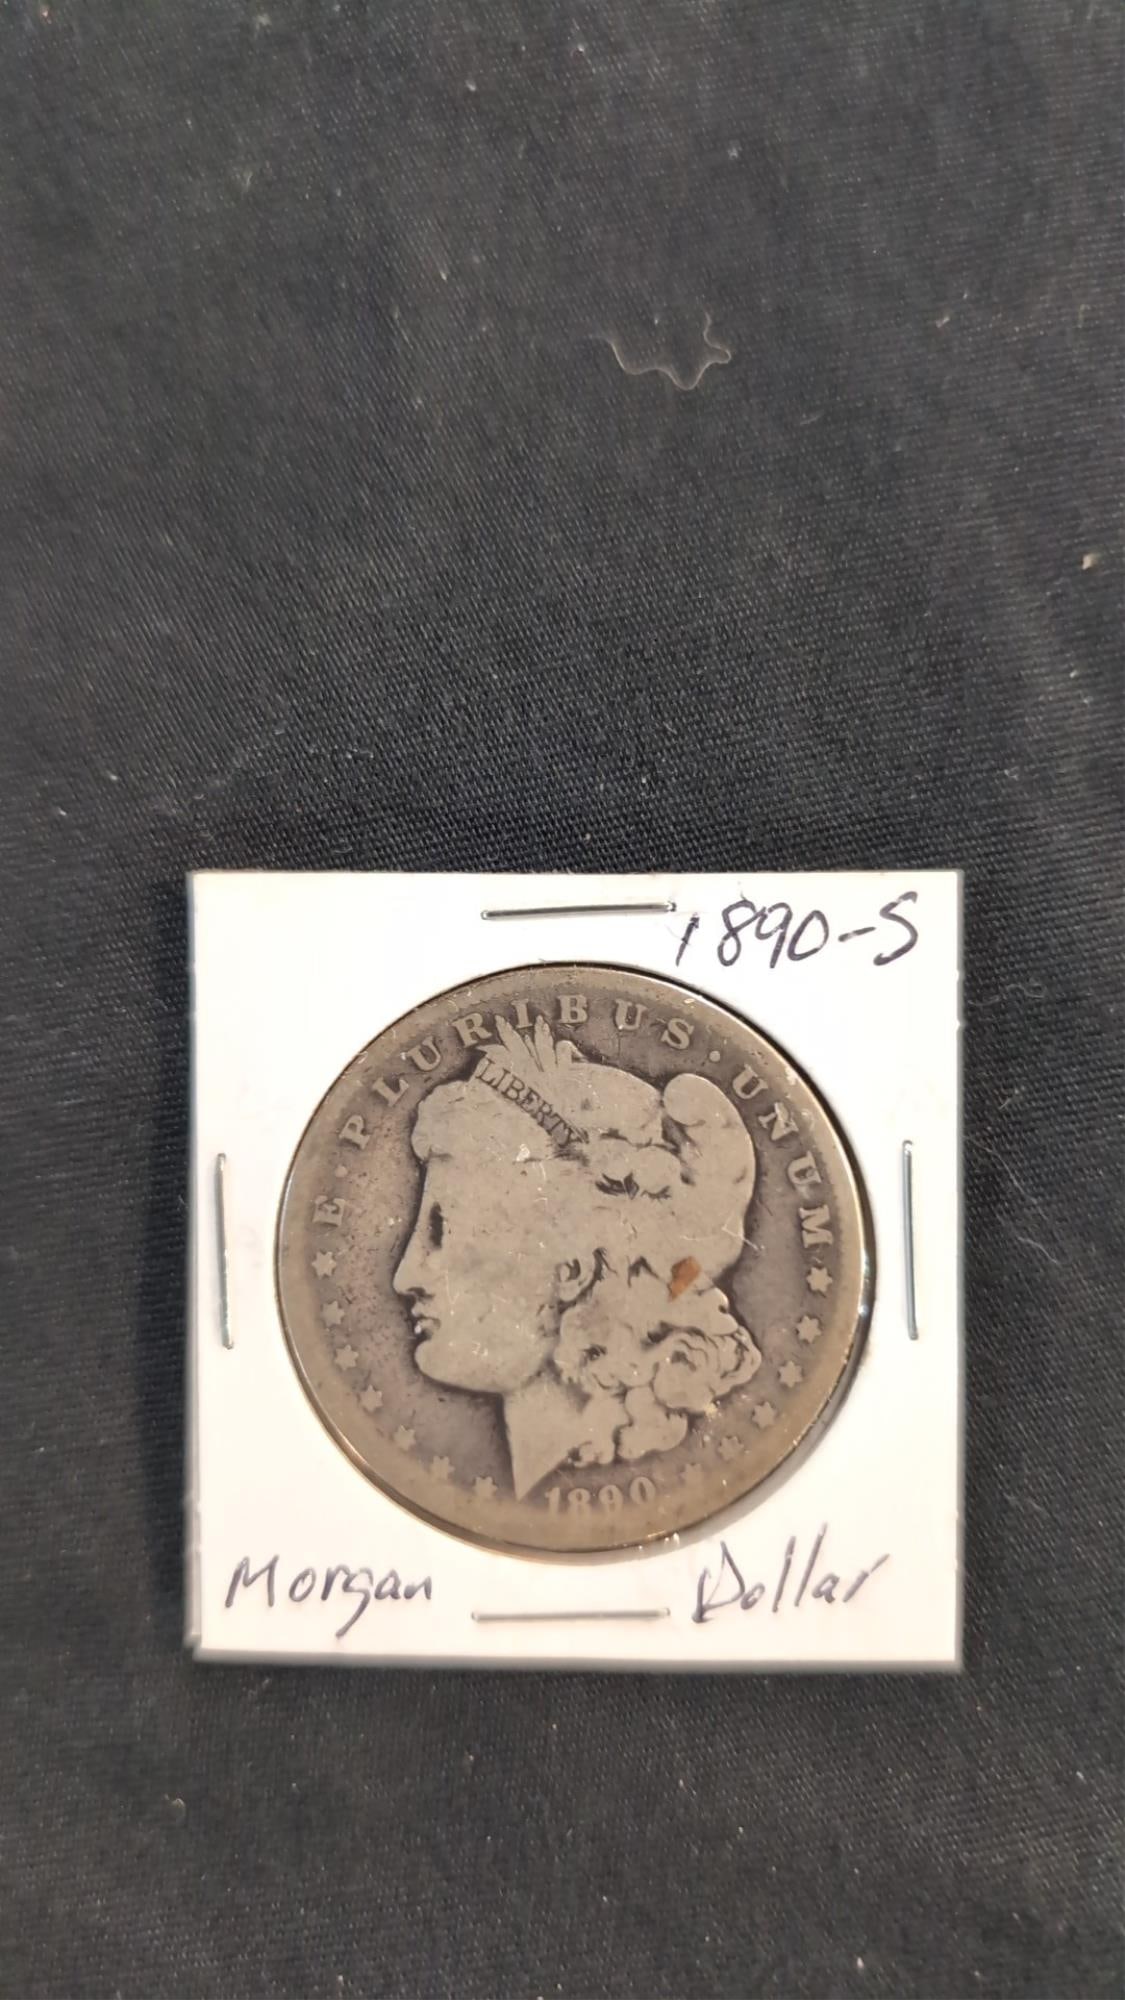 1890-S
E·PLURIBUS·UNUM
LIBERTY
1890
Morgan Dollar